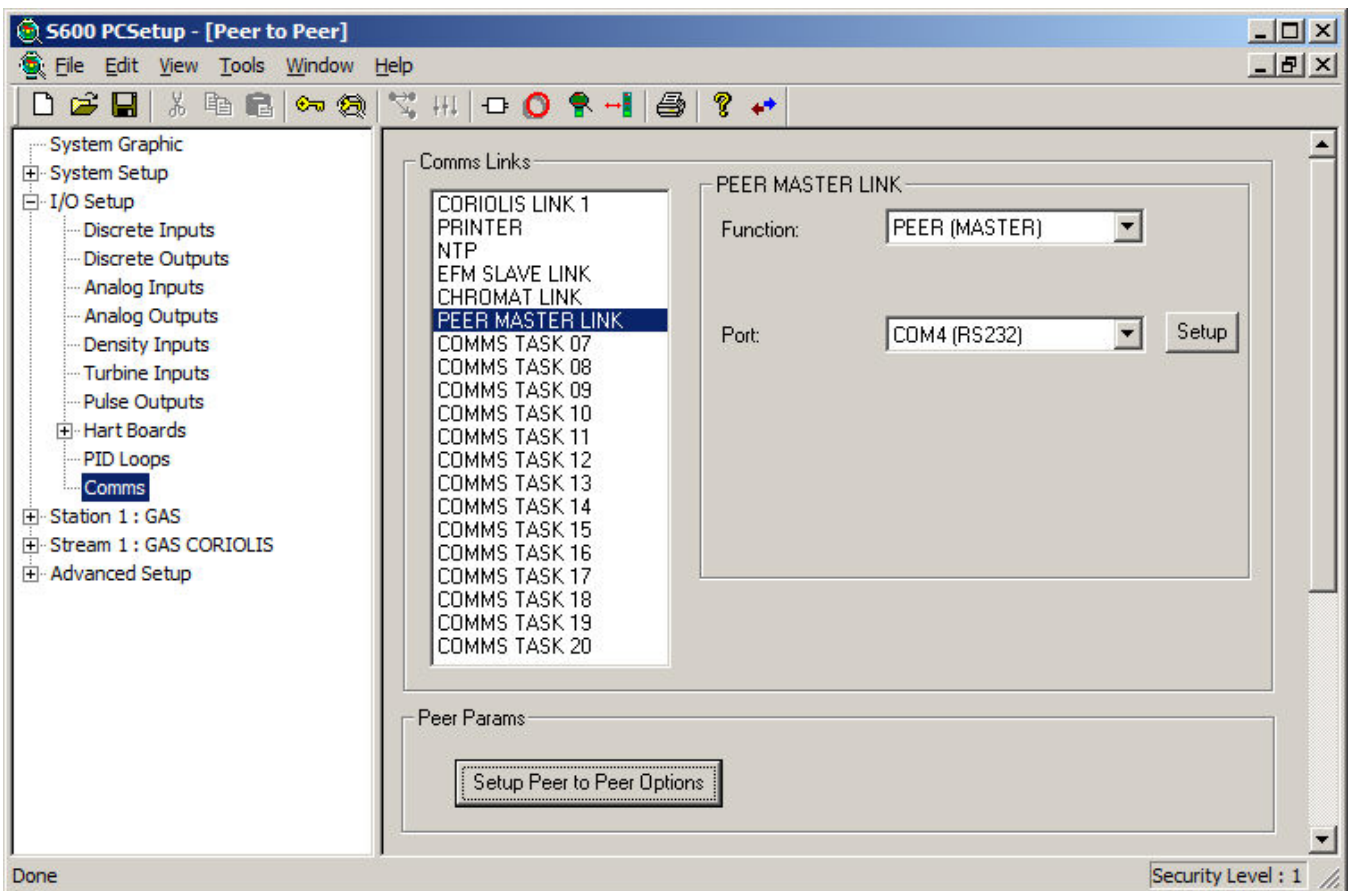 S600 PCSetup - [Peer to Peer]
File Edit View Tools Window Help
System Graphic
System Setup
I/O Setup
Discrete Inputs
Discrete Outputs
Analog Inputs
Analog Outputs
Density Inputs
Turbine Inputs
Pulse Outputs
Hart Boards
PID Loops
Comms
Station 1 : GAS
Stream 1 : GAS CORIOLIS
Advanced Setup
Comms Links
CORIOLIS LINK 1
PRINTER
NTP
EFM SLAVE LINK
CHROMAT LINK
PEER MASTER LINK
COMMS TASK 07
COMMS TASK 08
COMMS TASK 09
COMMS TASK 10
COMMS TASK 11
COMMS TASK 12
COMMS TASK 13
COMMS TASK 14
COMMS TASK 15
COMMS TASK 16
COMMS TASK 17
COMMS TASK 18
COMMS TASK 19
COMMS TASK 20
PEER MASTER LINK
Function: PEER (MASTER)
Port: COM4 (RS232) Setup
Peer Params
Setup Peer to Peer Options
Done Security Level : 1